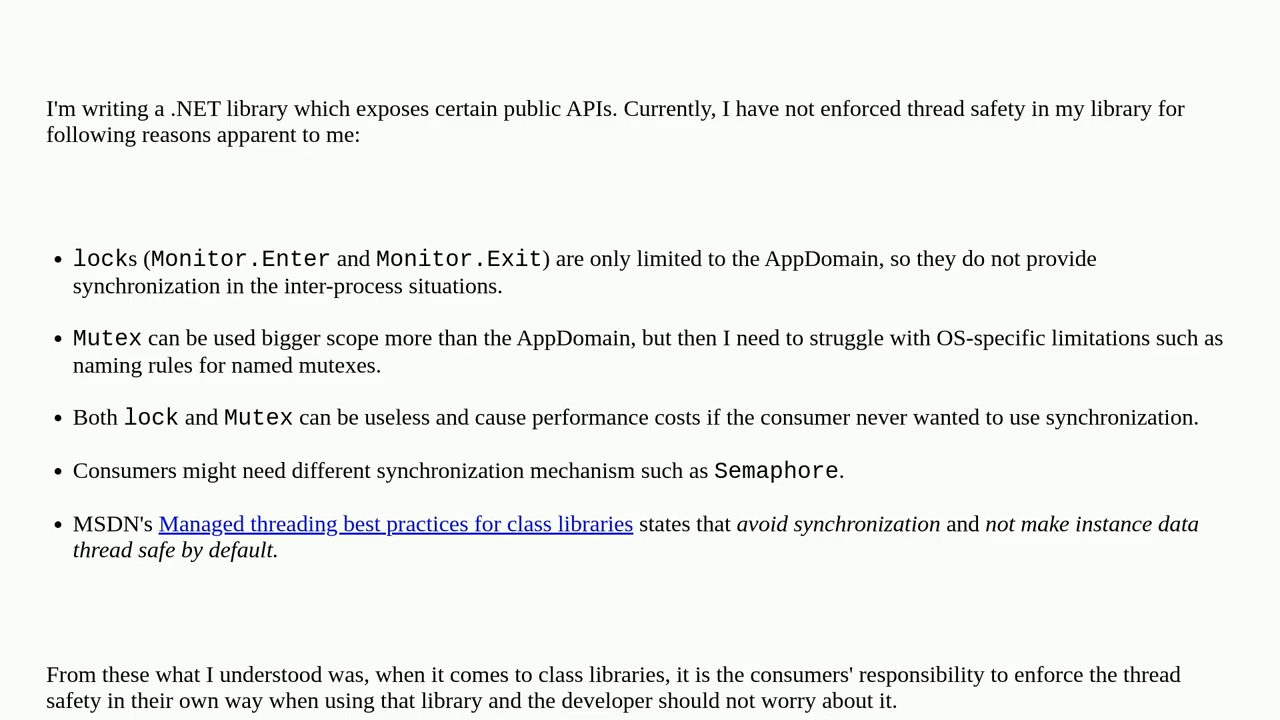 I'm writing a .NET library which exposes certain public APIs. Currently, I have not enforced thread safety in my library for
following reasons apparent to me:
• locks (Monitor.Enter and Monitor.Exit) are only limited to the AppDomain, so they do not provide
synchronization in the inter-process situations.
• Mutex can be used bigger scope more than the AppDomain, but then I need to struggle with OS-specific limitations such as
naming rules for named mutexes.
• Both lock and Mutex can be useless and cause performance costs if the consumer never wanted to use synchronization.
• Consumers might need different synchronization mechanism such as Semaphore.
• MSDN's Managed threading best practices for class libraries states that avoid synchronization and not make instance data
thread safe by default.
From these what I understood was, when it comes to class libraries, it is the consumers' responsibility to enforce the thread
safety in their own way when using that library and the developer should not worry about it.